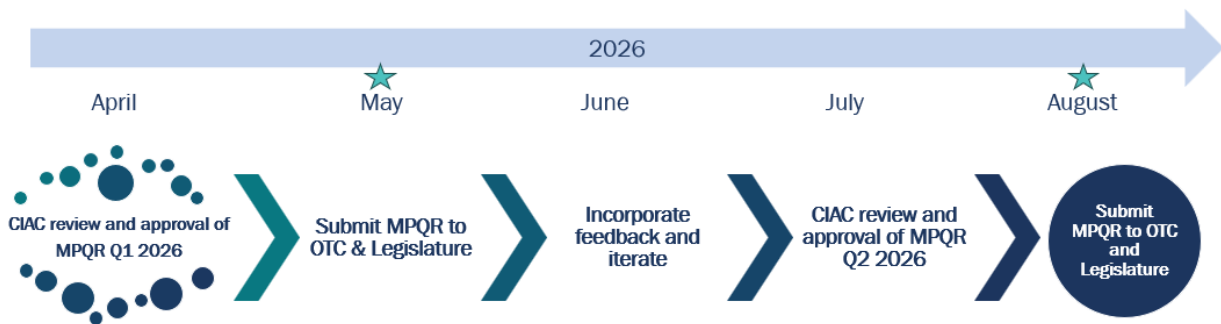 2026
April
May
June
July
August
CIAC review and approval of
MPQR Q1 2026
Submit MPQR to
OTC & Legislature
Incorporate
feedback and
iterate
CIAC review and
approval of MPQR
Q2 2026
Submit
MPQR to OTC
and
Legislature